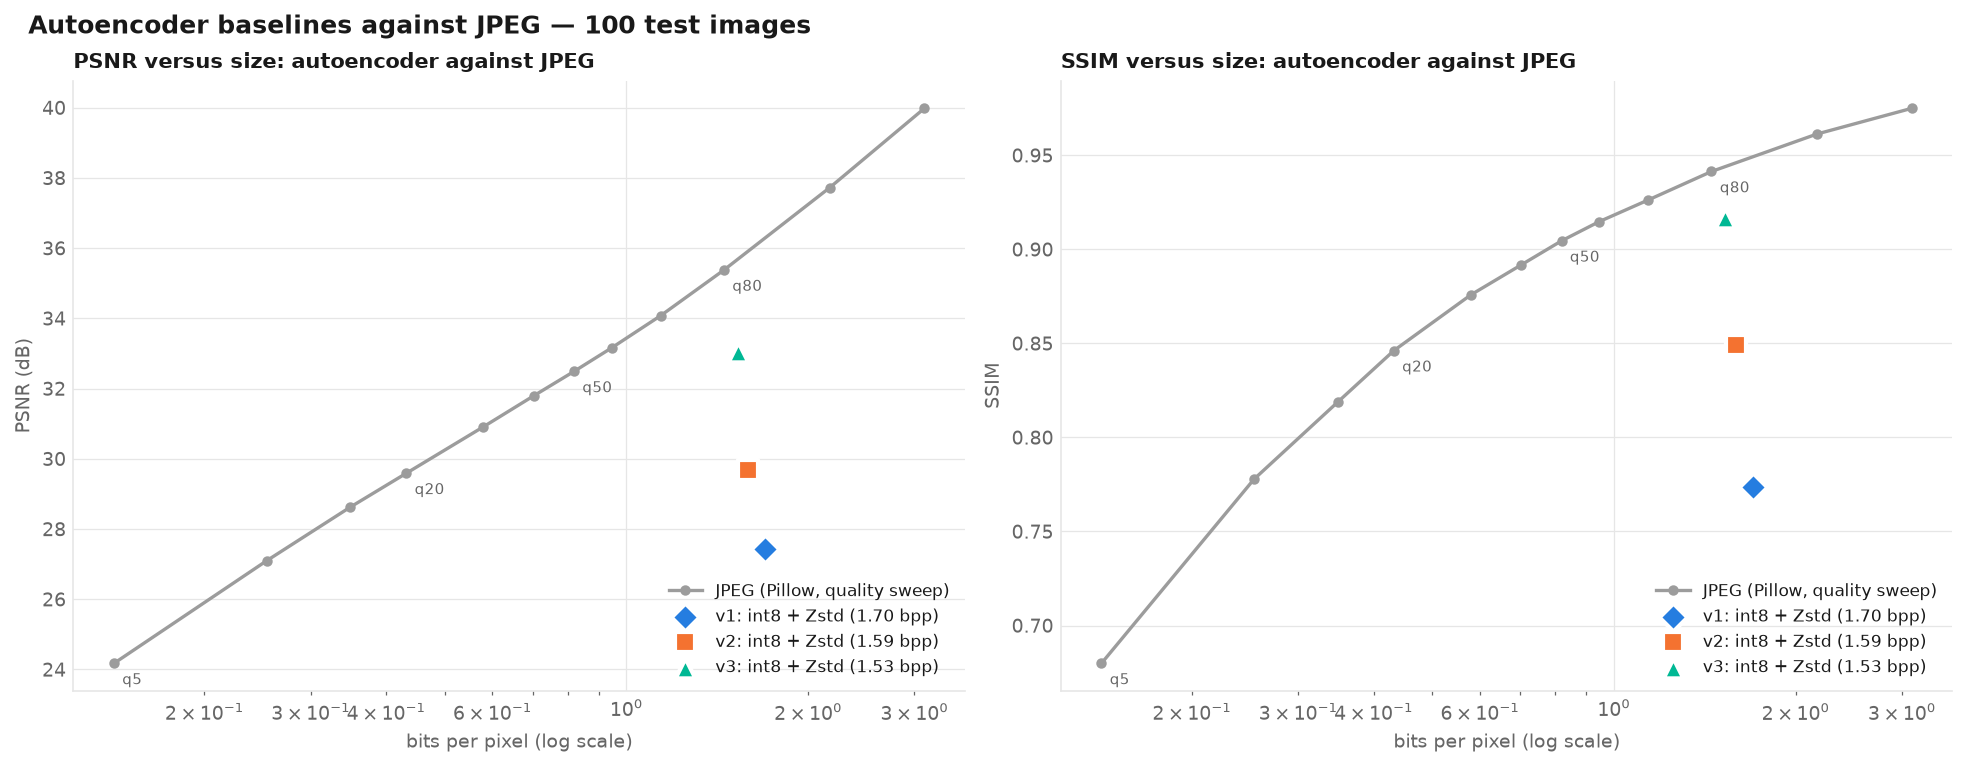 Autoencoder baselines against JPEG — 100 test images
PSNR versus size: autoencoder against JPEG
40
38
36
34
32
30
28
26
24
PSNR (dB)
q5
q20
q50
q80
JPEG (Pillow, quality sweep)
v1: int8 + Zstd (1.70 bpp)
v2: int8 + Zstd (1.59 bpp)
v3: int8 + Zstd (1.53 bpp)
2 × 10⁻¹ 3 × 10⁻¹ 4 × 10⁻¹ 6 × 10⁻¹ 10⁰ 2 × 10⁰ 3 × 10⁰
bits per pixel (log scale)
SSIM versus size: autoencoder against JPEG
0.95
0.90
0.85
0.80
0.75
0.70
SSIM
q5
q20
q50
q80
JPEG (Pillow, quality sweep)
v1: int8 + Zstd (1.70 bpp)
v2: int8 + Zstd (1.59 bpp)
v3: int8 + Zstd (1.53 bpp)
2 × 10⁻¹ 3 × 10⁻¹ 4 × 10⁻¹ 6 × 10⁻¹ 10⁰ 2 × 10⁰ 3 × 10⁰
bits per pixel (log scale)